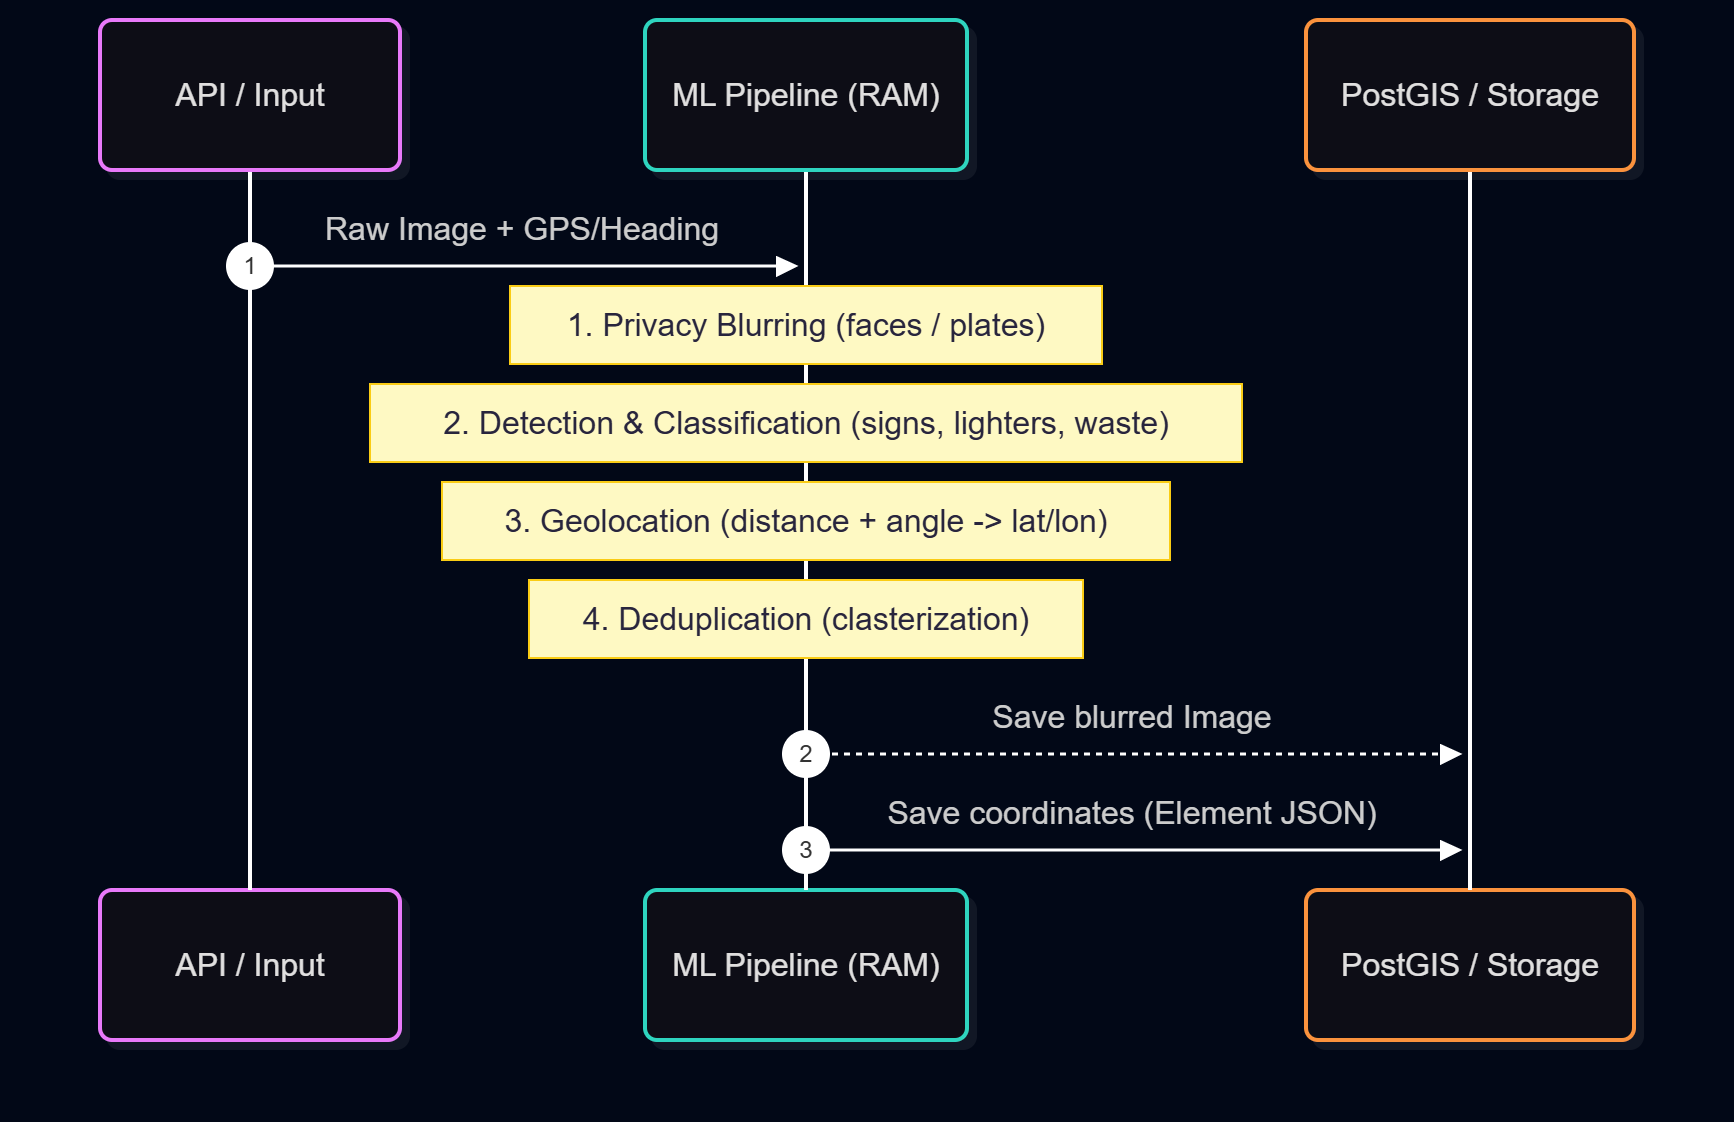 API / Input
ML Pipeline (RAM)
PostGIS / Storage
Raw Image + GPS/Heading
1
1. Privacy Blurring (faces / plates)
2. Detection & Classification (signs, lighters, waste)
3. Geolocation (distance + angle -> lat/lon)
4. Deduplication (clasterization)
Save blurred Image
2
Save coordinates (Element JSON)
3
API / Input
ML Pipeline (RAM)
PostGIS / Storage